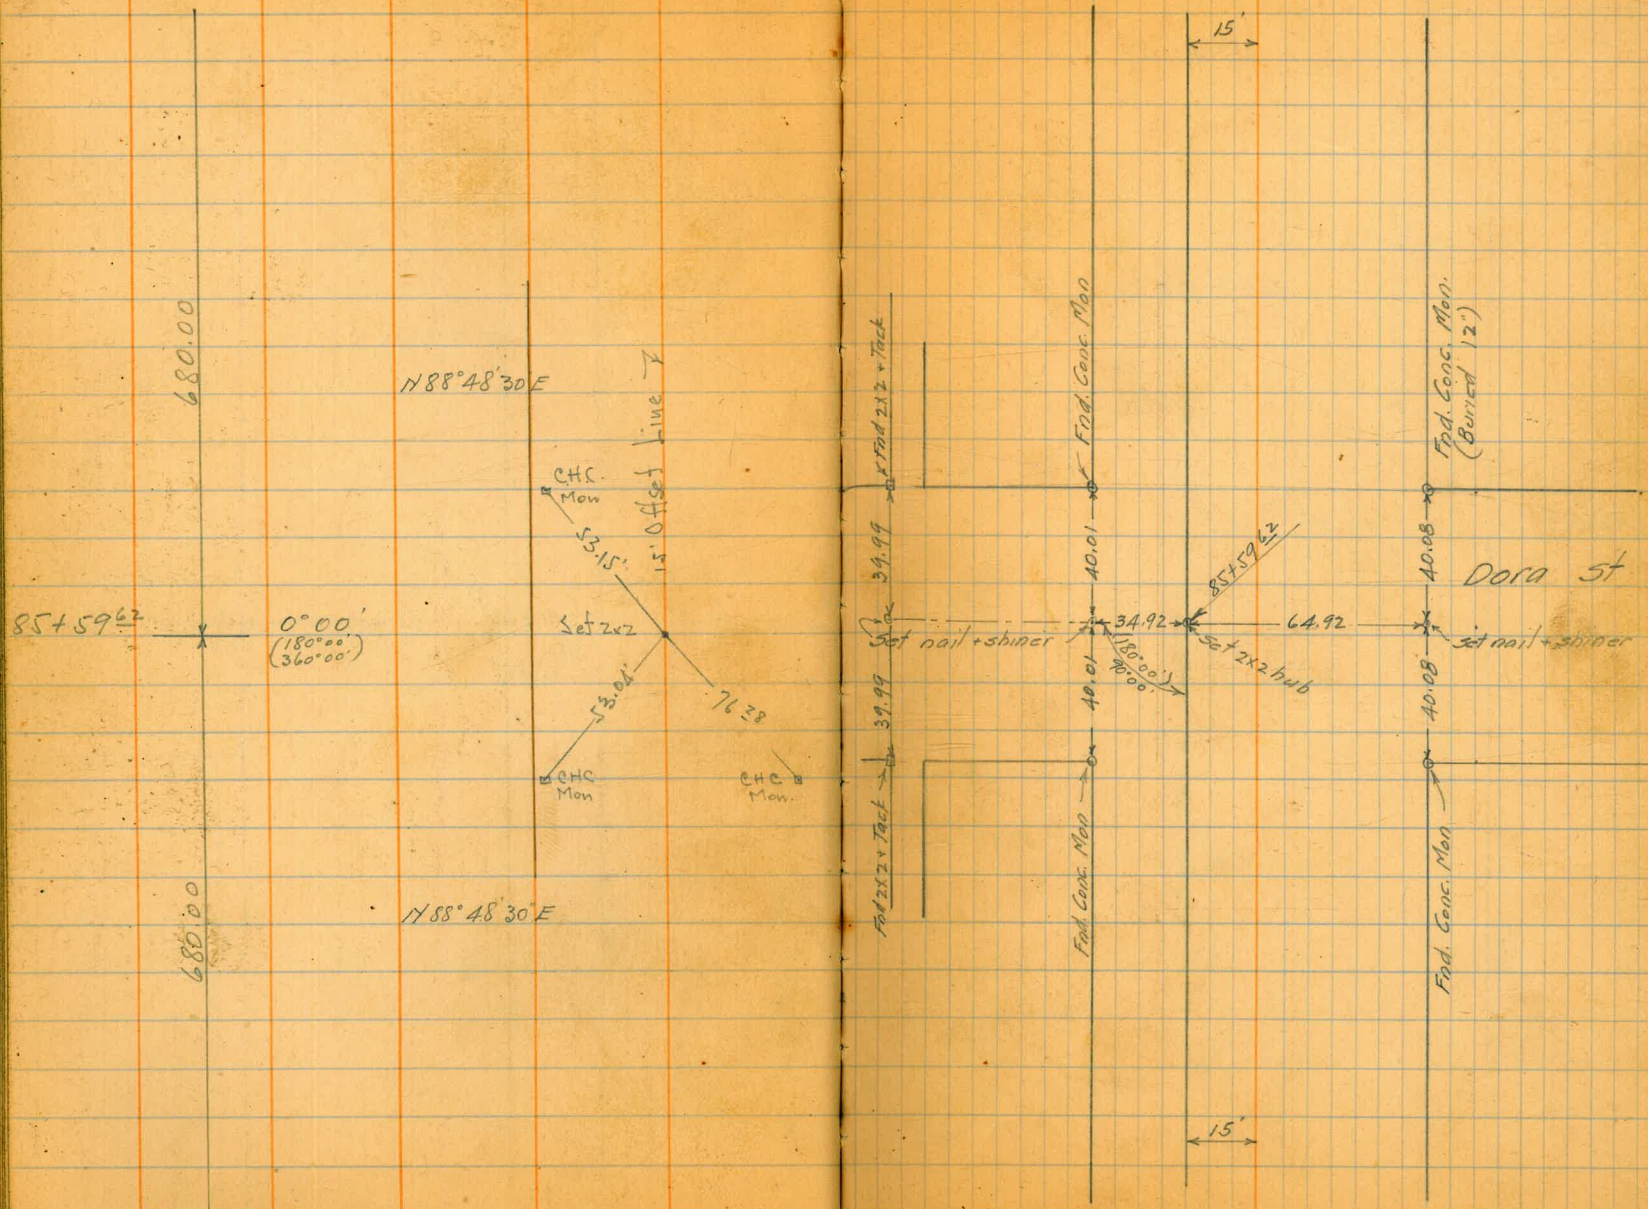 680.00
N88°48'30"E
CHC.
Mon
53.15'
15' Offset Line
85+59 62
0°00'
(180°00'
360°00')
Set 2x2
53.04'
76 28
CHC
Mon
CHC
Mon.
N88°48'30"E
680.00
15'
Fnd 2x2 + Tack
Fnd. Conc. Mon
Fnd. Conc. Mon.
(Buried 12")
39.99
40.01
85+59 62
40.08
Dora St
34.92
64.92
Set nail + shiner
(180°00')
90°00'
Set 2x2 hub
set nail + shiner
39.99
40.01
40.08
Fnd 2x2 + Tack
Fnd. Conc. Mon
Fnd. Conc. Mon
15'